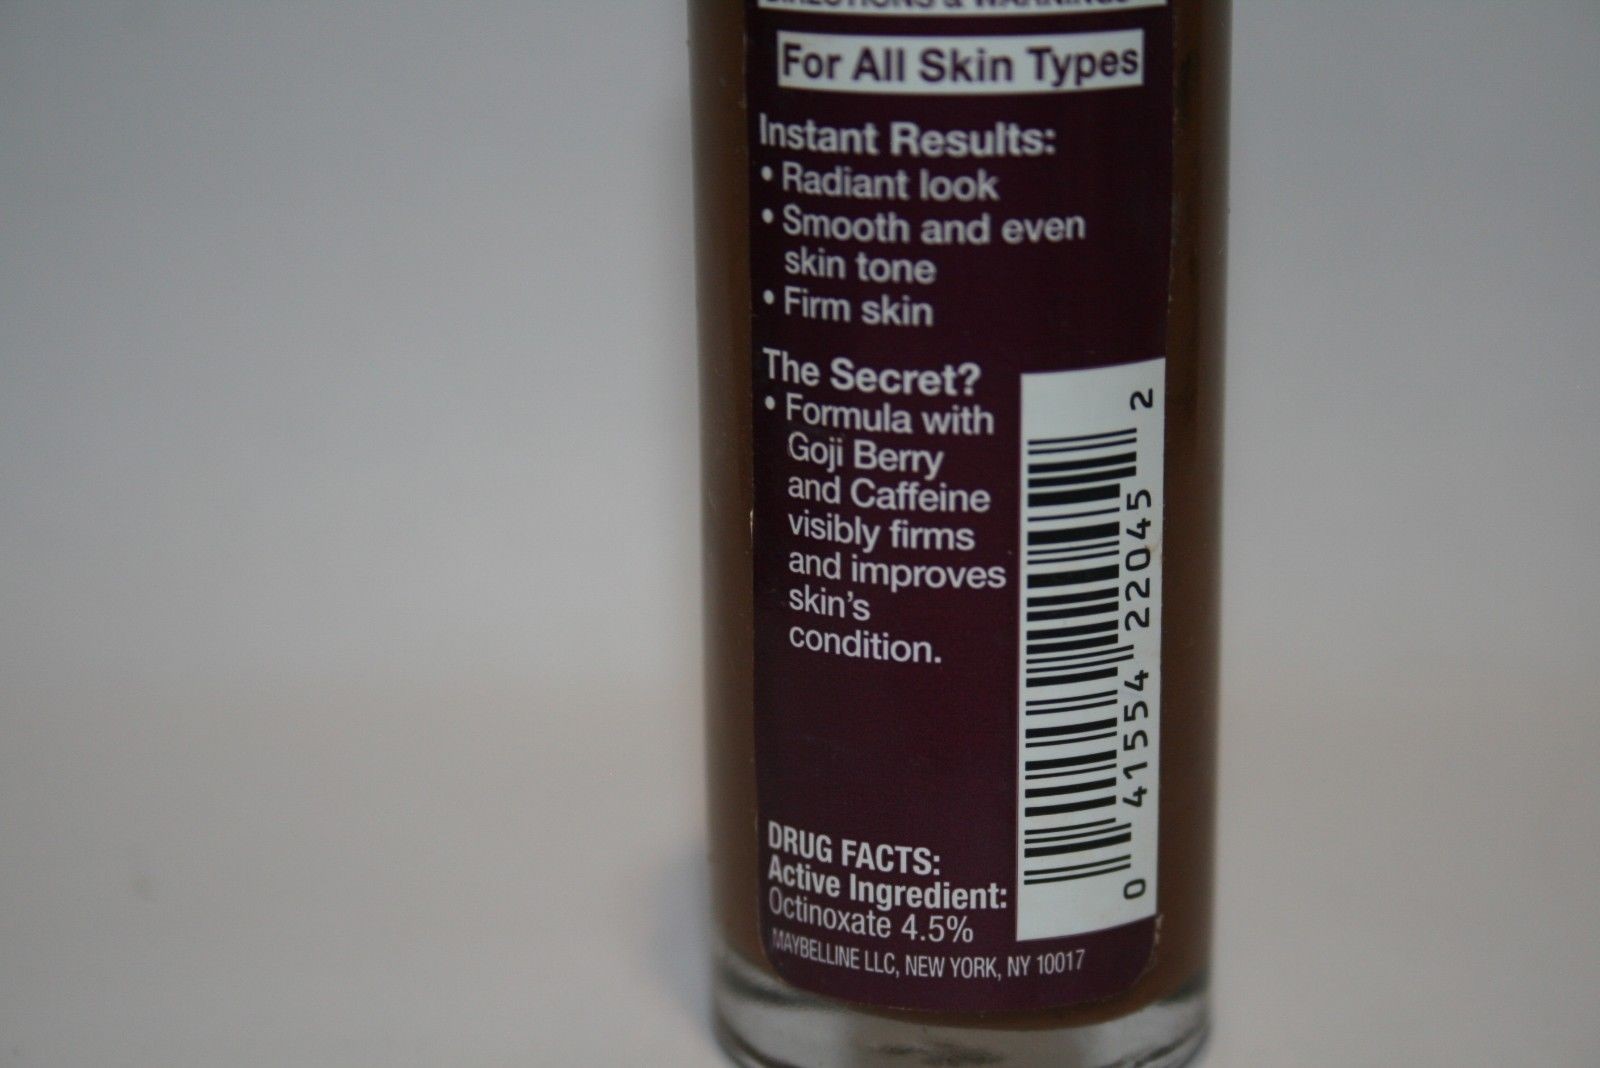 DIRECTIONS & WARNINGS
For All Skin Types
Instant Results:
• Radiant look
• Smooth and even
skin tone
• Firm skin
The Secret?
• Formula with
Goji Berry
and Caffeine
visibly firms
and improves
skin's
condition.
DRUG FACTS:
Active Ingredient:
Octinoxate 4.5%
MAYBELLINE LLC, NEW YORK, NY 10017
0 41554 22045 2